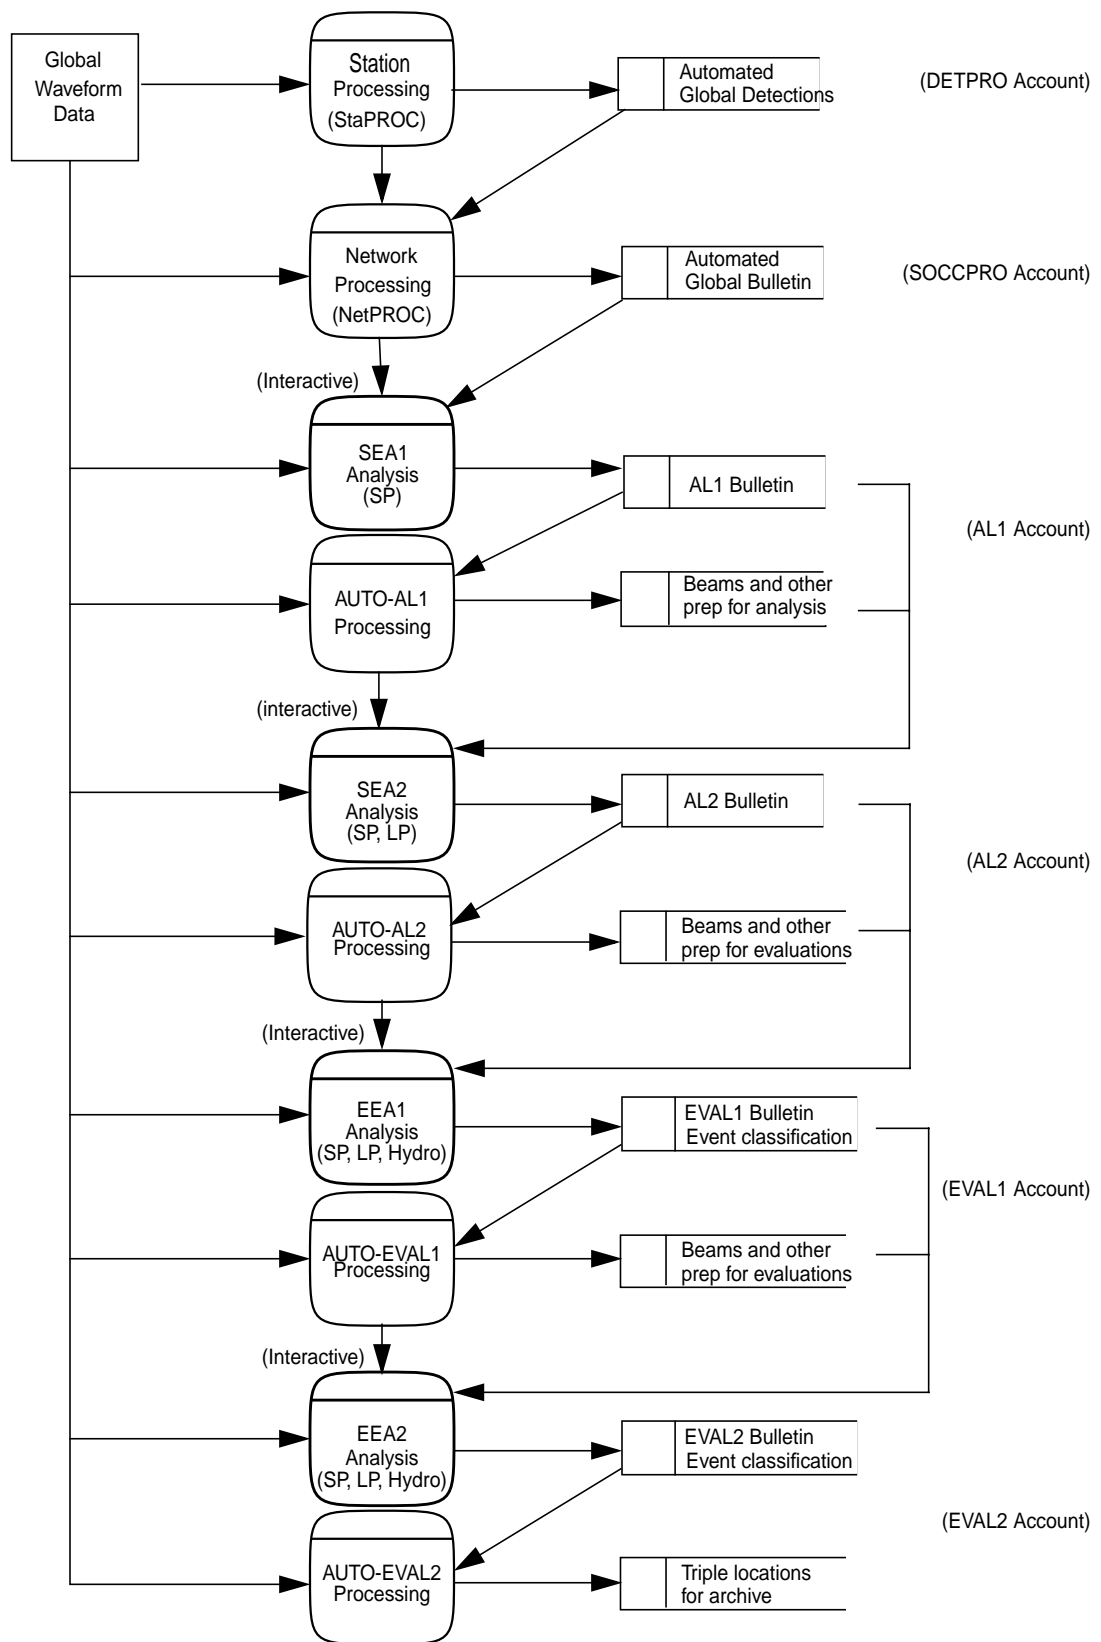 Global
Waveform
Data
Station
Processing
(StaPROC)
Automated
Global Detections
(DETPRO Account)
Network
Processing
(NetPROC)
Automated
Global Bulletin
(SOCCPRO Account)
(Interactive)
SEA1
Analysis
(SP)
AL1 Bulletin
(AL1 Account)
AUTO-AL1
Processing
Beams and other
prep for analysis
(interactive)
SEA2
Analysis
(SP, LP)
AL2 Bulletin
(AL2 Account)
AUTO-AL2
Processing
Beams and other
prep for evaluations
(Interactive)
EEA1
Analysis
(SP, LP, Hydro)
EVAL1 Bulletin
Event classification
(EVAL1 Account)
AUTO-EVAL1
Processing
Beams and other
prep for evaluations
(Interactive)
EEA2
Analysis
(SP, LP, Hydro)
EVAL2 Bulletin
Event classification
(EVAL2 Account)
AUTO-EVAL2
Processing
Triple locations
for archive